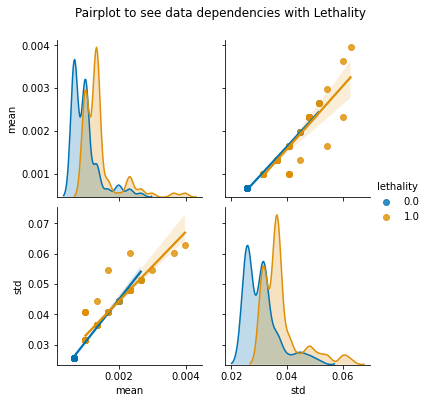 Pairplot to see data dependencies with Lethality
0.004
0.003
0.002
0.001
mean
lethality
0.0
1.0
0.07
0.06
0.05
0.04
0.03
std
0.002
0.004
mean
0.02
0.04
0.06
std